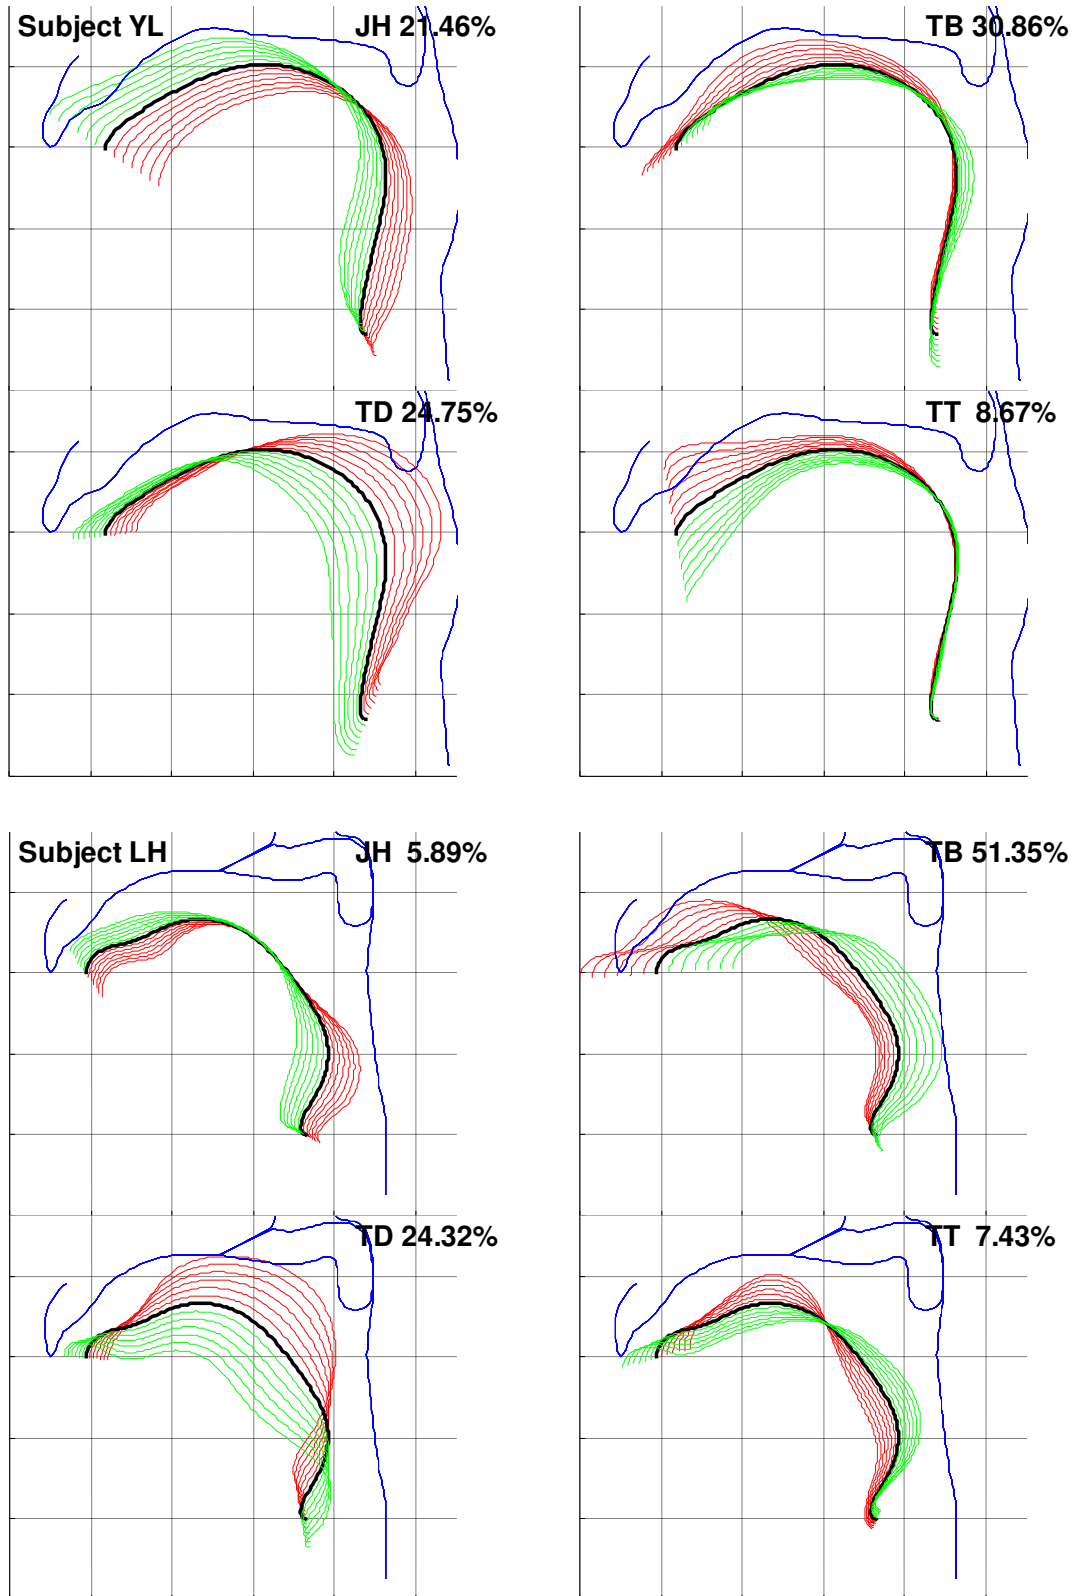 Subject YL JH 21.46%
TB 30.86%
TD 24.75%
TT 8.67%
Subject LH JH 5.89%
TB 51.35%
TD 24.32%
TT 7.43%